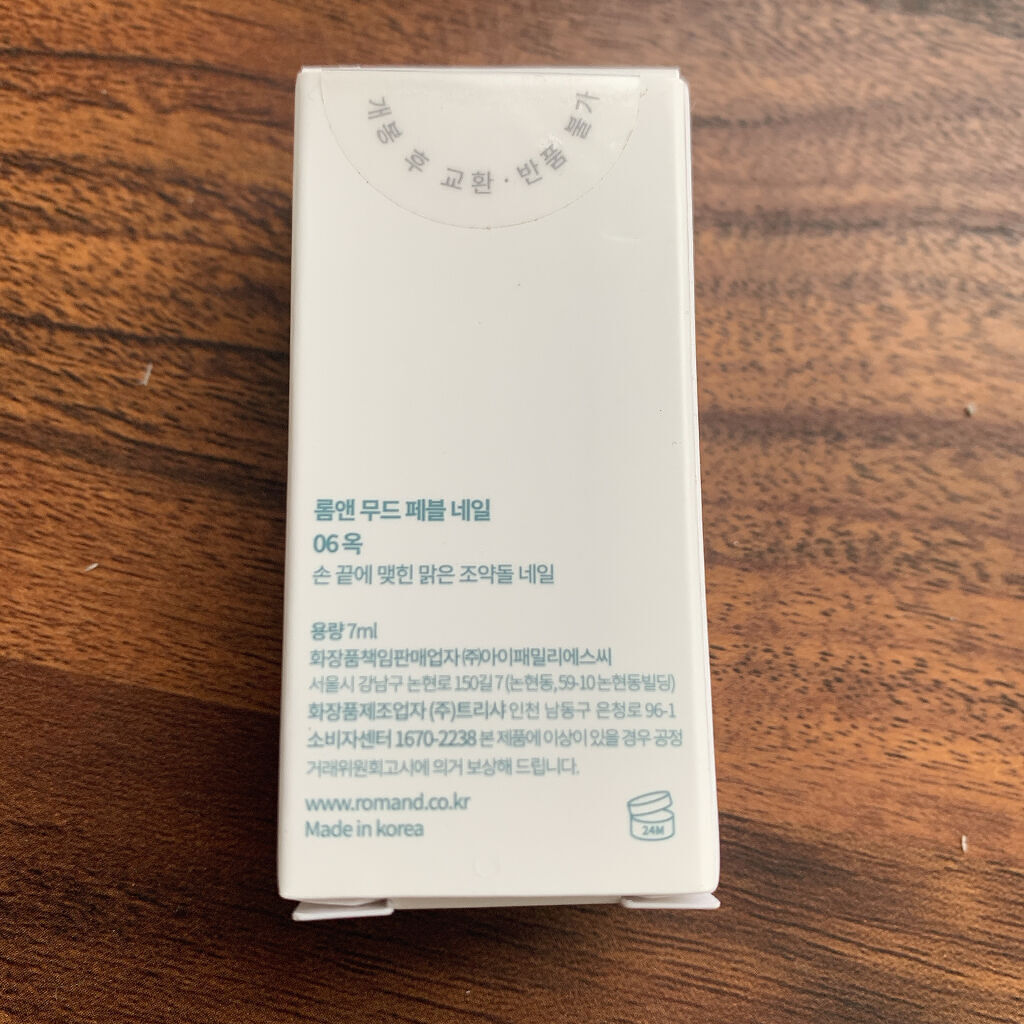 개봉 후 교환·반품 불가
롬앤 무드 페블 네일
06 옥
손 끝에 맺힌 맑은 조약돌 네일
용량 7ml
화장품책임판매업자 ㈜아이패밀리에스씨
서울시 강남구 논현로 150길 7 (논현동, 59-10 논현동빌딩)
화장품제조업자 (주)트리샤 인천 남동구 은청로 96-1
소비자센터 1670-2238 본 제품에 이상이 있을 경우 공정
거래위원회고시에 의거 보상해 드립니다.
www.romand.co.kr
Made in korea
24M